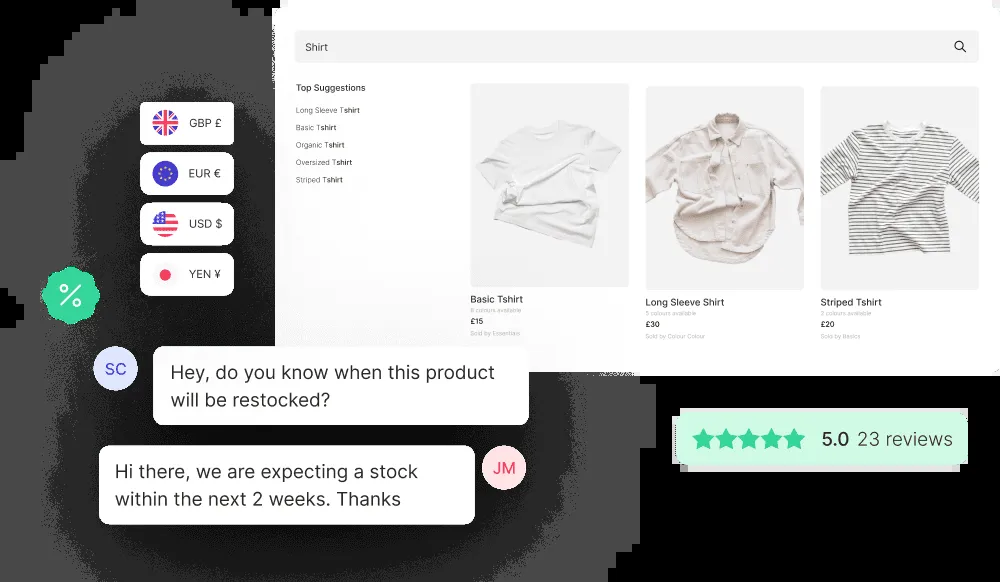 Shirt
Top Suggestions
Long Sleeve Tshirt
Basic Tshirt
Organic Tshirt
Oversized Tshirt
Striped Tshirt
Basic Tshirt
8 colours available
£15
Sold by Essentials
Long Sleeve Shirt
5 colours available
£30
Sold by Colour Colour
Striped Tshirt
2 colours available
£20
Sold by Basics
GBP £
EUR €
USD $
YEN ¥
%
SC
Hey, do you know when this product
will be restocked?
Hi there, we are expecting a stock
within the next 2 weeks. Thanks
JM
5.0 23 reviews